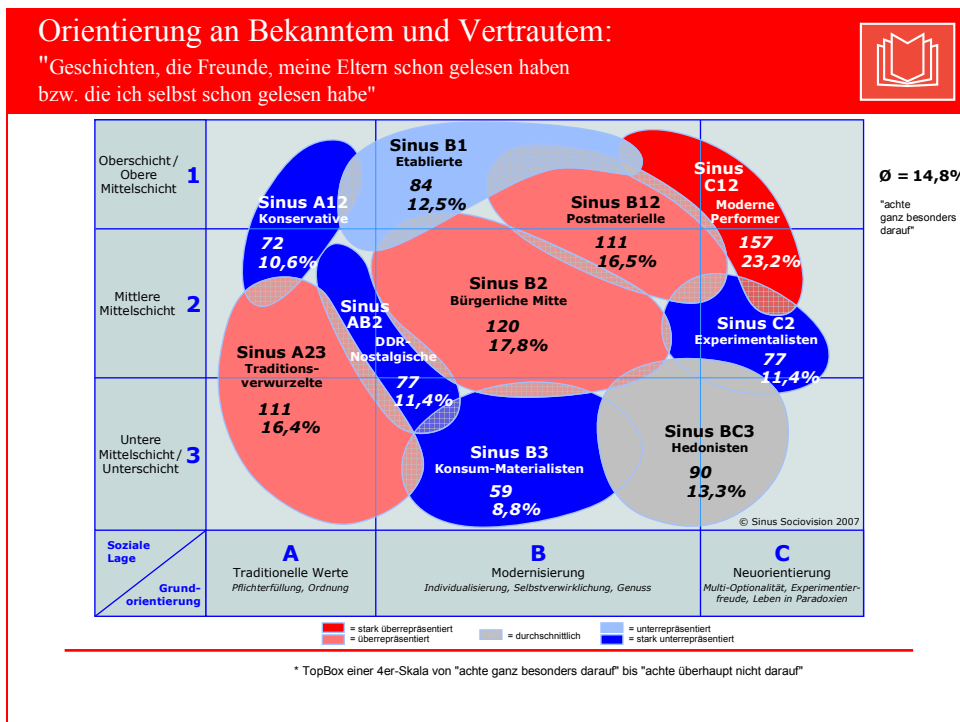 Orientierung an Bekanntem und Vertrautem:
"Geschichten, die Freunde, meine Eltern schon gelesen haben
bzw. die ich selbst schon gelesen habe"
Oberschicht /
Obere
Mittelschicht
1
Mittlere
Mittelschicht
2
Untere
Mittelschicht /
Unterschicht
3
Sinus B1
Etablierte
84
12,5%
Sinus A12
Konservative
72
10,6%
Sinus B12
Postmaterielle
111
16,5%
Sinus
C12
Moderne
Performer
157
23,2%
Sinus B2
Bürgerliche Mitte
120
17,8%
Sinus
AB2
DDR-
Nostalgische
77
11,4%
Sinus A23
Traditions-
verwurzelte
111
16,4%
Sinus C2
Experimentalisten
77
11,4%
Sinus B3
Konsum-Materialisten
59
8,8%
Sinus BC3
Hedonisten
90
13,3%
© Sinus Sociovision 2007
Ø = 14,8%
"achte
ganz besonders
darauf"
Soziale
Lage
Grund-
orientierung
A
Traditionelle Werte
Pflichterfüllung, Ordnung
B
Modernisierung
Individualisierung, Selbstverwirklichung, Genuss
C
Neuorientierung
Multi-Optionalität, Experimentier-
freude, Leben in Paradoxien
= stark überrepräsentiert
= überrepräsentiert
= durchschnittlich
= unterrepräsentiert
= stark unterrepräsentiert
* TopBox einer 4er-Skala von "achte ganz besonders darauf" bis "achte überhaupt nicht darauf"